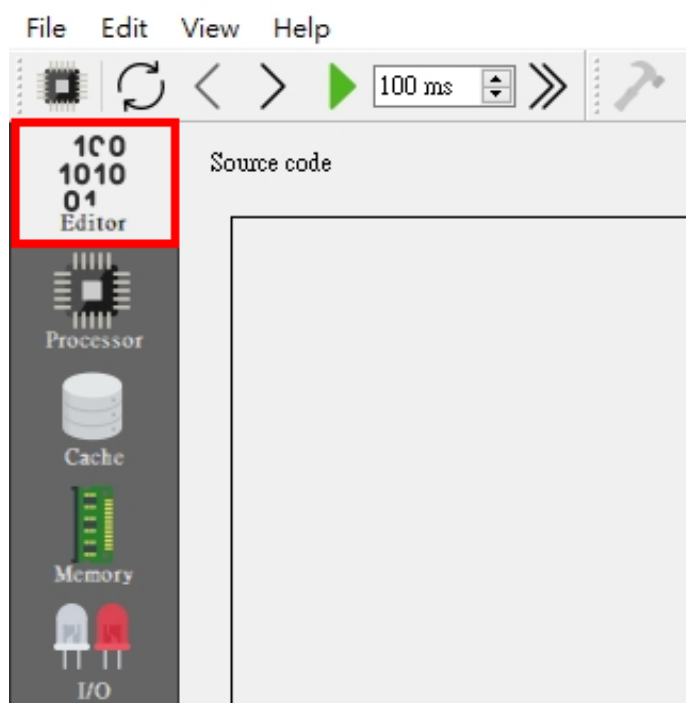 File Edit View Help
100 ms
100
1010
01
Editor
Source code
Processor
Cache
Memory
I/O